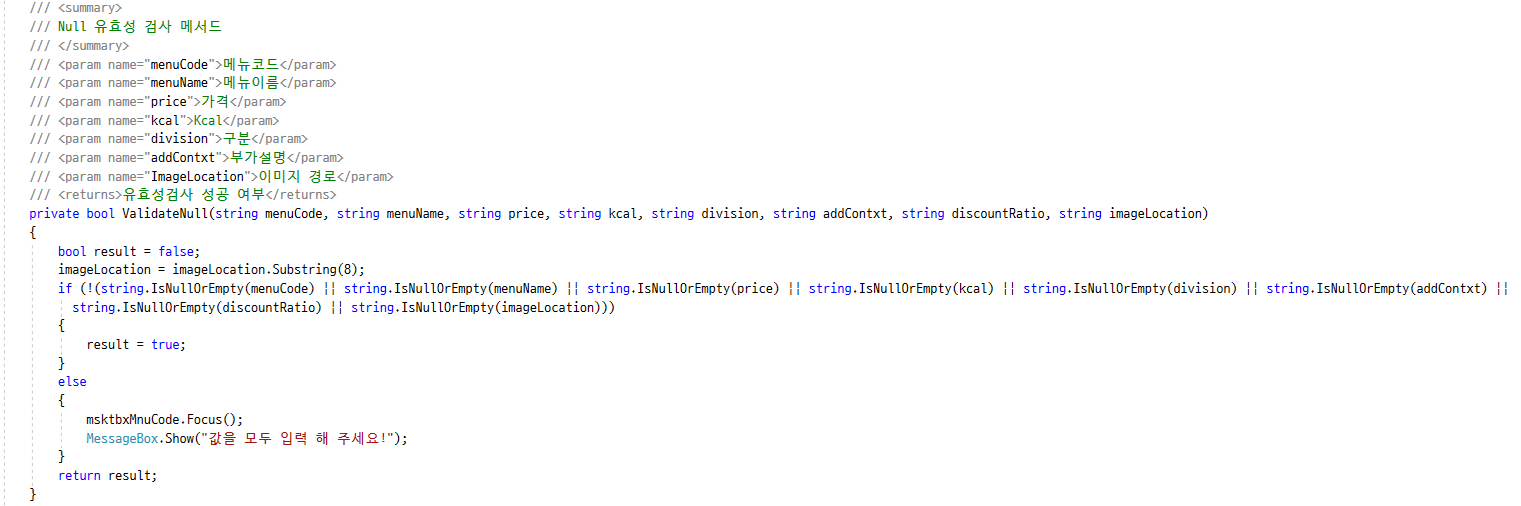 /// <summary>
/// Null 유효성 검사 메서드
/// </summary>
/// <param name="menuCode">메뉴코드</param>
/// <param name="menuName">메뉴이름</param>
/// <param name="price">가격</param>
/// <param name="kcal">Kcal</param>
/// <param name="division">구분</param>
/// <param name="addContxt">부가설명</param>
/// <param name="ImageLocation">이미지 경로</param>
/// <returns>유효성검사 성공 여부</returns>
private bool ValidateNull(string menuCode, string menuName, string price, string kcal, string division, string addContxt, string discountRatio, string imageLocation)
{
    bool result = false;
    imageLocation = imageLocation.Substring(8);
    if (!(string.IsNullOrEmpty(menuCode) || string.IsNullOrEmpty(menuName) || string.IsNullOrEmpty(price) || string.IsNullOrEmpty(kcal) || string.IsNullOrEmpty(division) || string.IsNullOrEmpty(addContxt) ||
      string.IsNullOrEmpty(discountRatio) || string.IsNullOrEmpty(imageLocation)))
    {
        result = true;
    }
    else
    {
        msktbxMnuCode.Focus();
        MessageBox.Show("값을 모두 입력 해 주세요!");
    }
    return result;
}